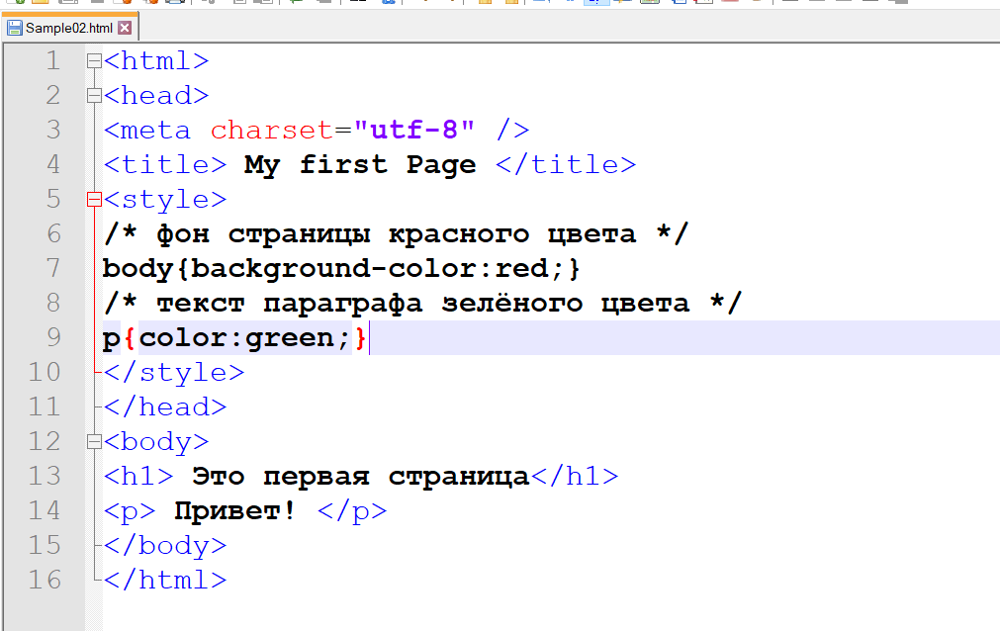 Sample02.html
1 <html>
2 <head>
3 <meta charset="utf-8" />
4 <title> My first Page </title>
5 <style>
6 /* фон страницы красного цвета */
7 body{background-color:red;}
8 /* текст параграфа зелёного цвета */
9 p{color:green;}
10 </style>
11 </head>
12 <body>
13 <h1> Это первая страница</h1>
14 <p> Привет! </p>
15 </body>
16 </html>